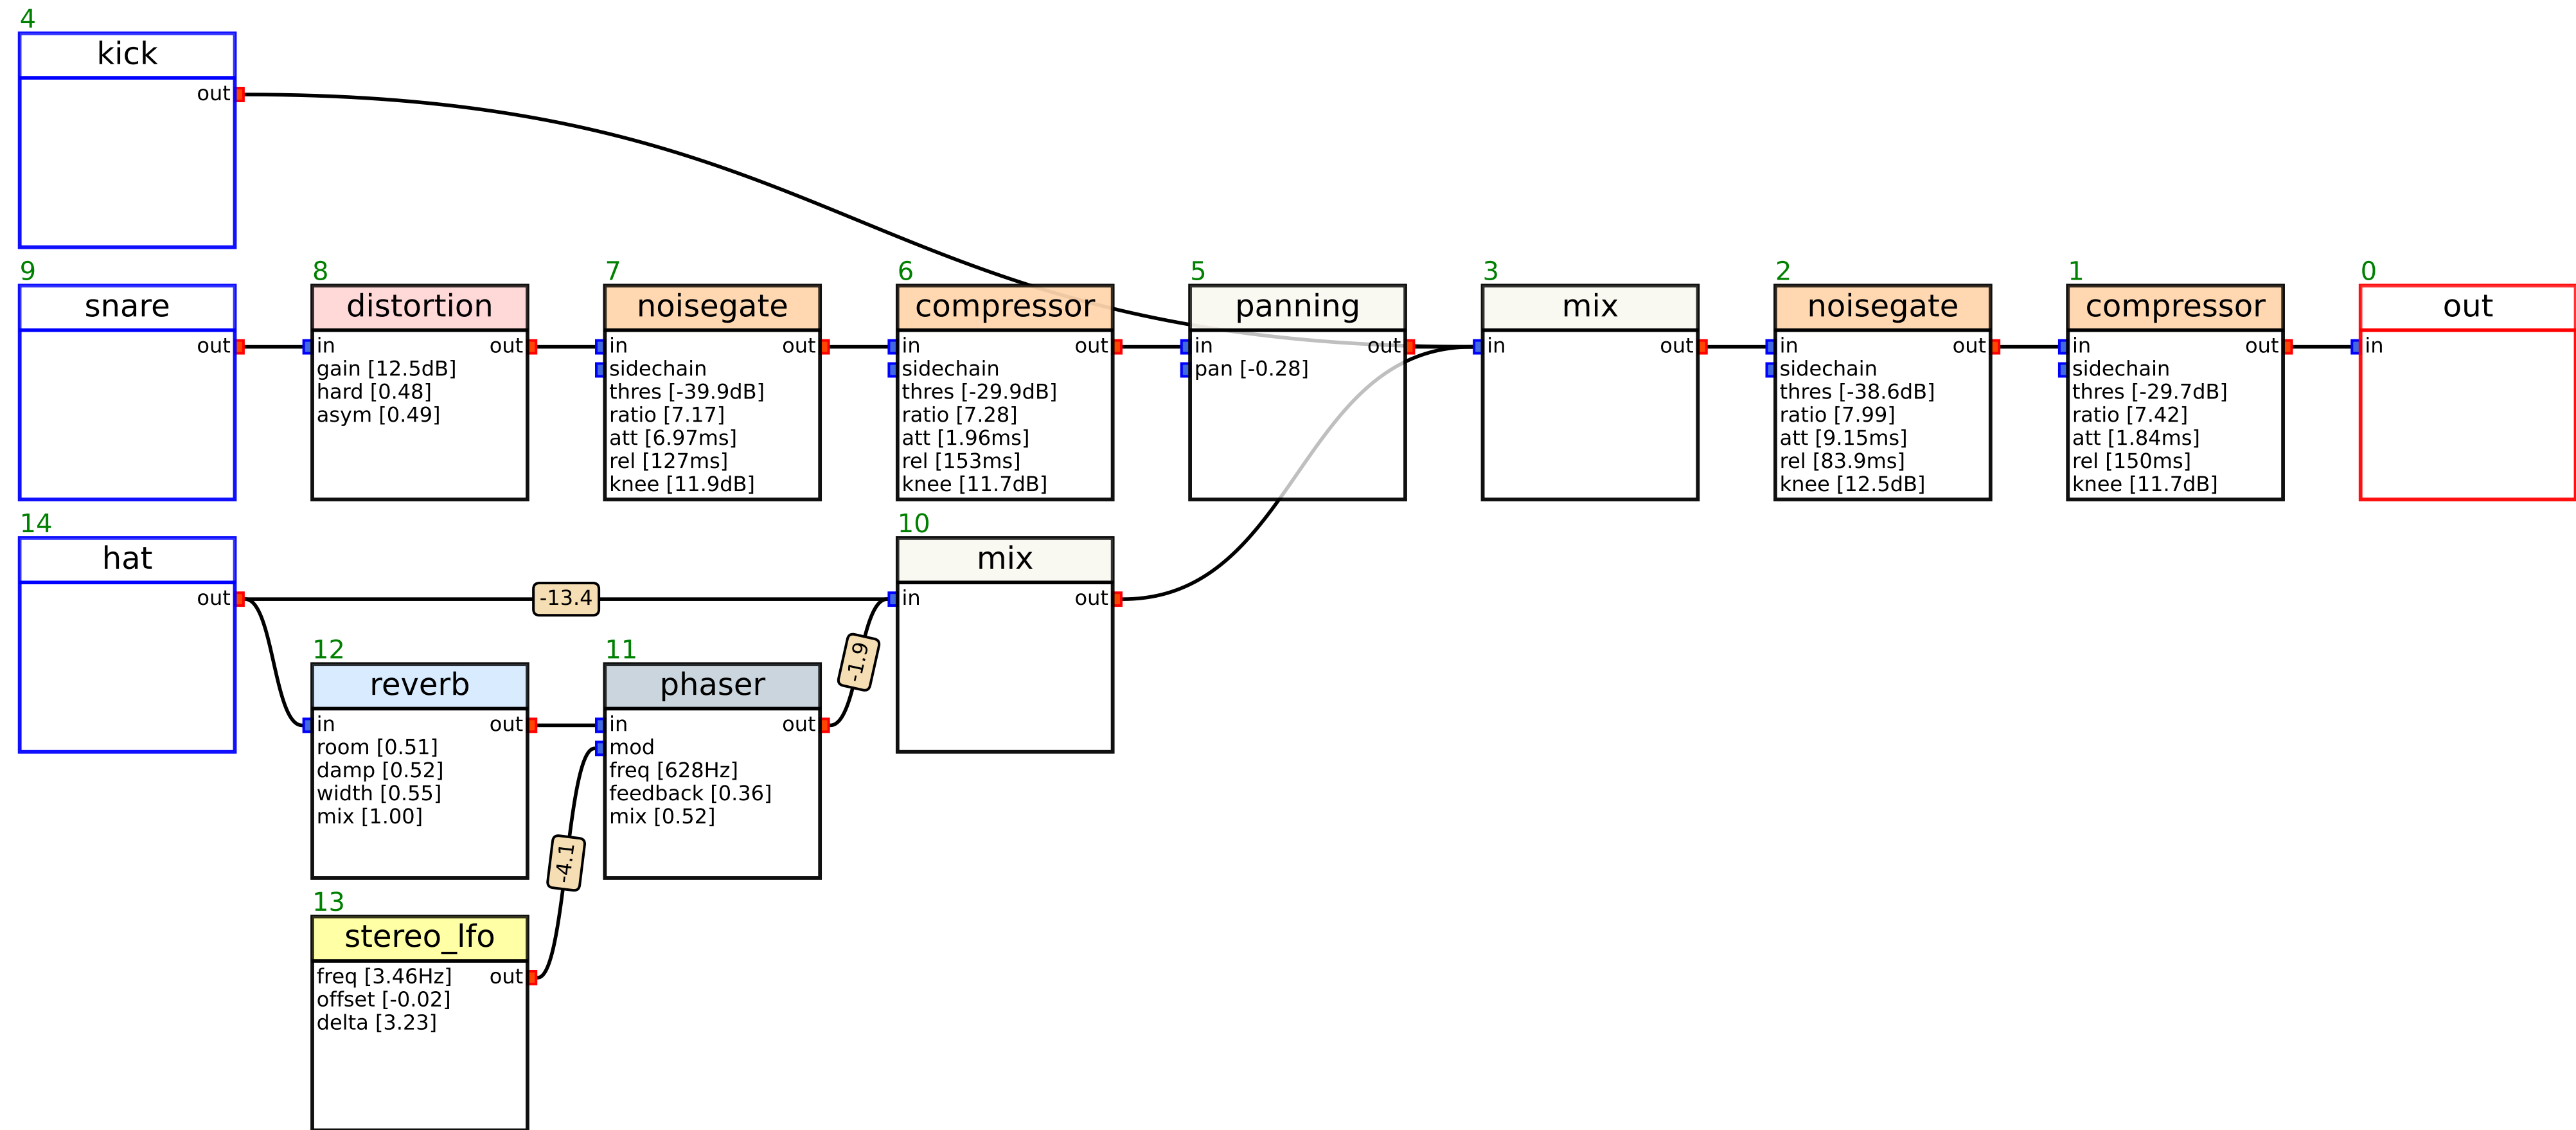 4
kick
out
9
snare
out
8
distortion
in out
gain [12.5dB]
hard [0.48]
asym [0.49]
7
noisegate
in out
sidechain
thres [-39.9dB]
ratio [7.17]
att [6.97ms]
rel [127ms]
knee [11.9dB]
6
compressor
in out
sidechain
thres [-29.9dB]
ratio [7.28]
att [1.96ms]
rel [153ms]
knee [11.7dB]
5
panning
in out
pan [-0.28]
3
mix
in out
2
noisegate
in out
sidechain
thres [-38.6dB]
ratio [7.99]
att [9.15ms]
rel [83.9ms]
knee [12.5dB]
1
compressor
in out
sidechain
thres [-29.7dB]
ratio [7.42]
att [1.84ms]
rel [150ms]
knee [11.7dB]
0
out
in
14
hat
out
-13.4
10
mix
in out
-1.9
12
reverb
in out
room [0.51]
damp [0.52]
width [0.55]
mix [1.00]
11
phaser
in out
mod
freq [628Hz]
feedback [0.36]
mix [0.52]
-4.1
13
stereo_lfo
freq [3.46Hz] out
offset [-0.02]
delta [3.23]